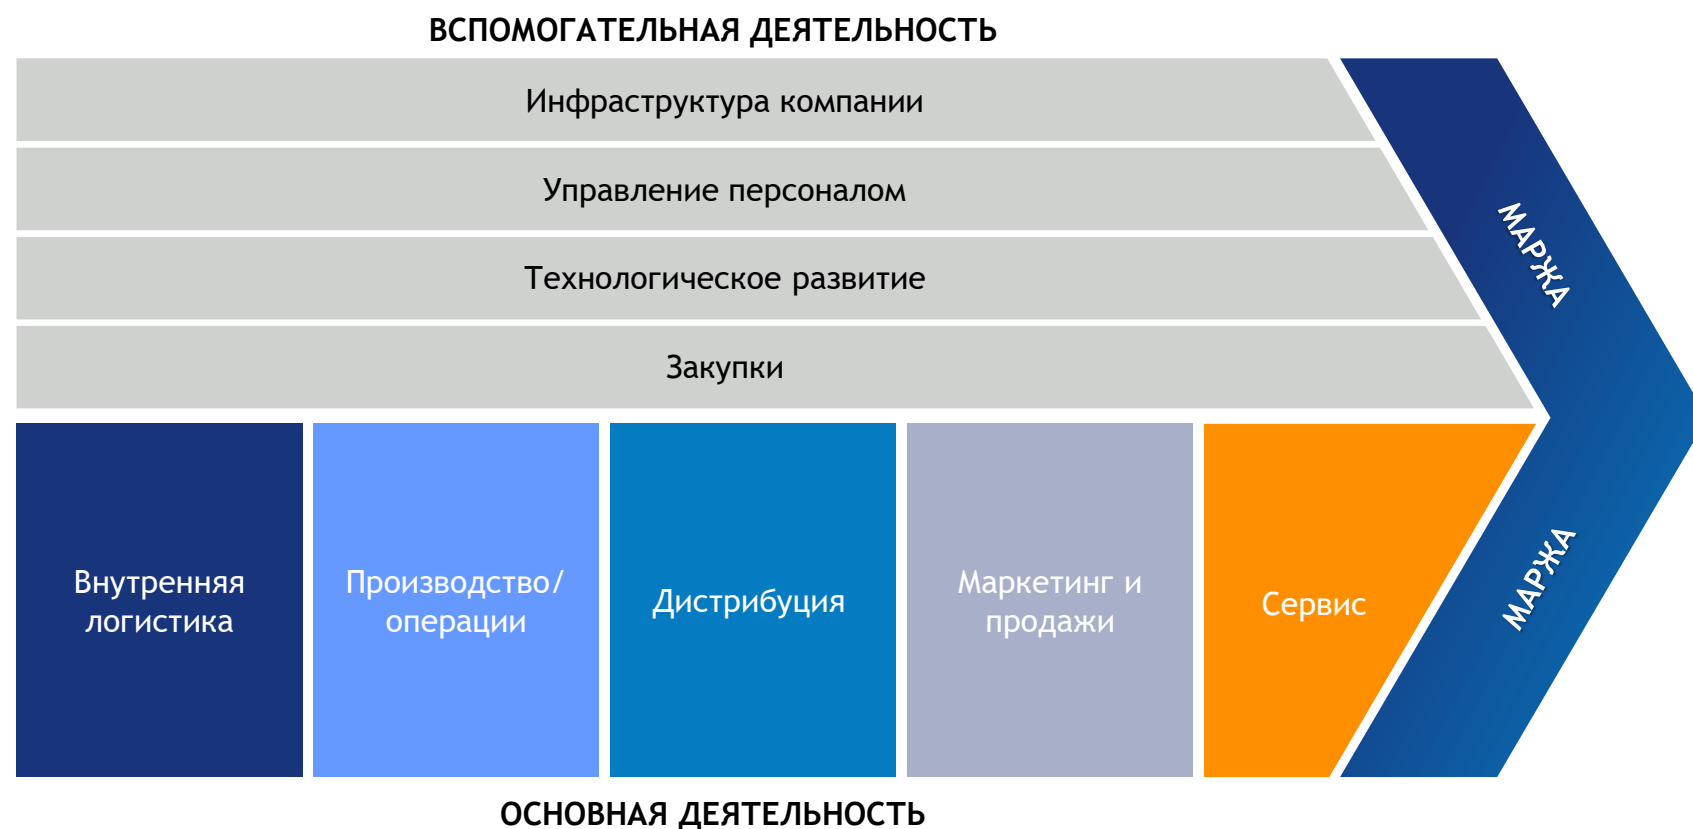 ВСПОМОГАТЕЛЬНАЯ ДЕЯТЕЛЬНОСТЬ
Инфраструктура компании
Управление персоналом
Технологическое развитие
Закупки
МАРЖА
Внутренняя
логистика
Производство/
операции
Дистрибуция
Маркетинг и
продажи
Сервис
МАРЖА
ОСНОВНАЯ ДЕЯТЕЛЬНОСТЬ